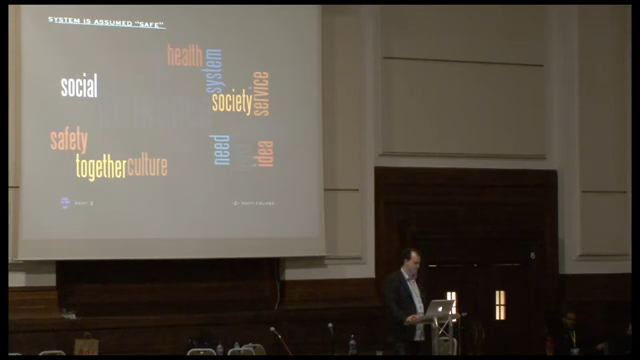 SYSTEM IS ASSUMED "SAFE"
health
system
social
society
service
safety
together
culture
need
idea